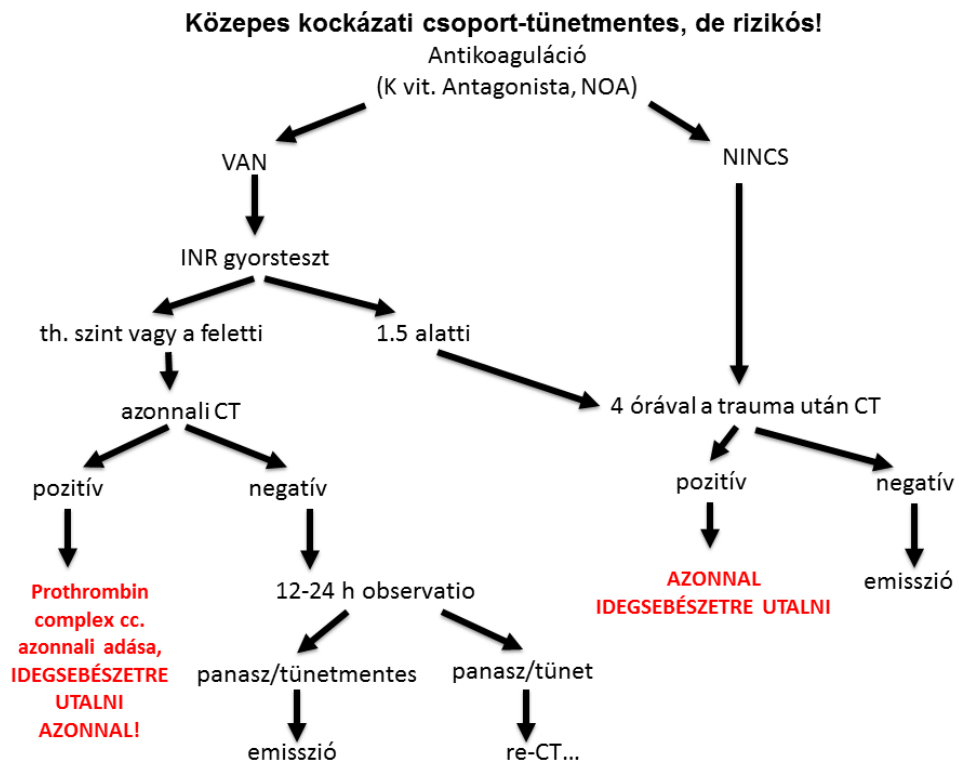 Közepes kockázati csoport-tünetmentes, de rizikós!
Antikoaguláció
(K vit. Antagonista, NOA)
VAN
NINCS
INR gyorsteszt
th. szint vagy a feletti
1.5 alatti
azonnali CT
4 órával a trauma után CT
pozitív
negatív
pozitív
negatív
Prothrombin
complex cc.
azonnali adása,
IDEGSEBÉSZETRE
UTALNI
AZONNAL!
12-24 h observatio
AZONNAL
IDEGSEBÉSZETRE UTALNI
emisszió
panasz/tünetmentes
panasz/tünet
emisszió
re-CT...